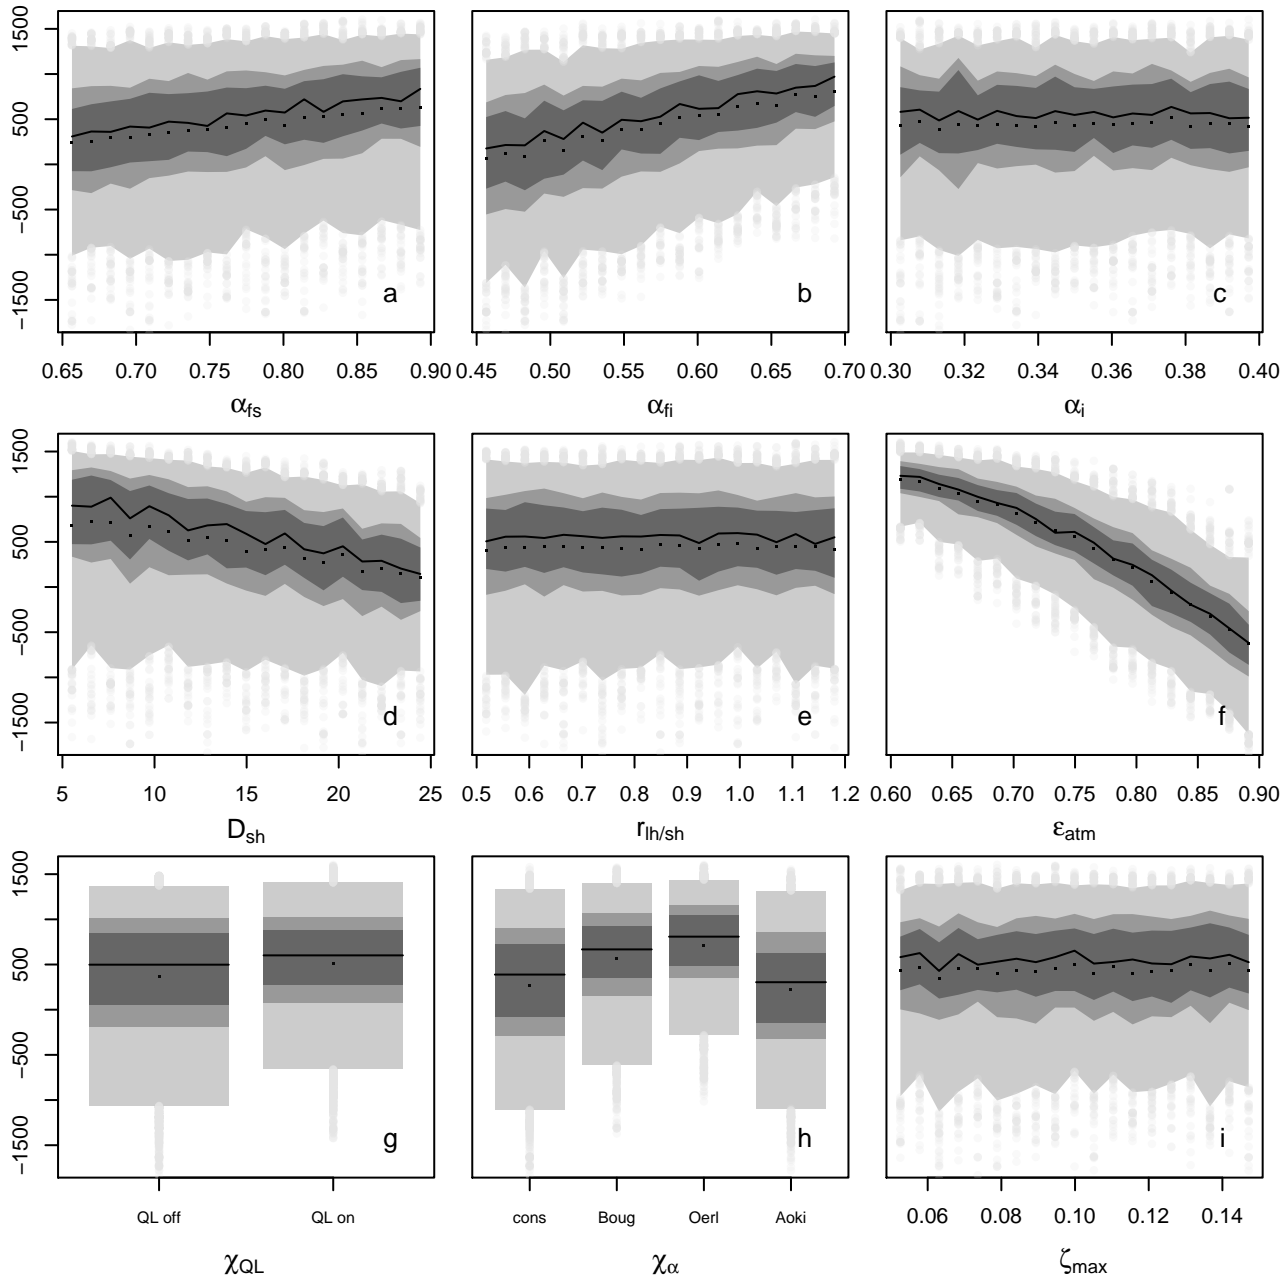 1500
500
−500
−1500
a
b
c
0.65 0.70 0.75 0.80 0.85 0.90
0.45 0.50 0.55 0.60 0.65 0.70
0.30 0.32 0.34 0.36 0.38 0.40
αfs
αfi
αi
1500
500
−500
−1500
d
e
f
5 10 15 20 25
0.5 0.6 0.7 0.8 0.9 1.0 1.1 1.2
0.60 0.65 0.70 0.75 0.80 0.85 0.90
Dsh
rlh/sh
εatm
1500
500
−500
−1500
g
h
i
QL off QL on
cons Boug Oerl Aoki
0.06 0.08 0.10 0.12 0.14
χQL
χα
ζmax